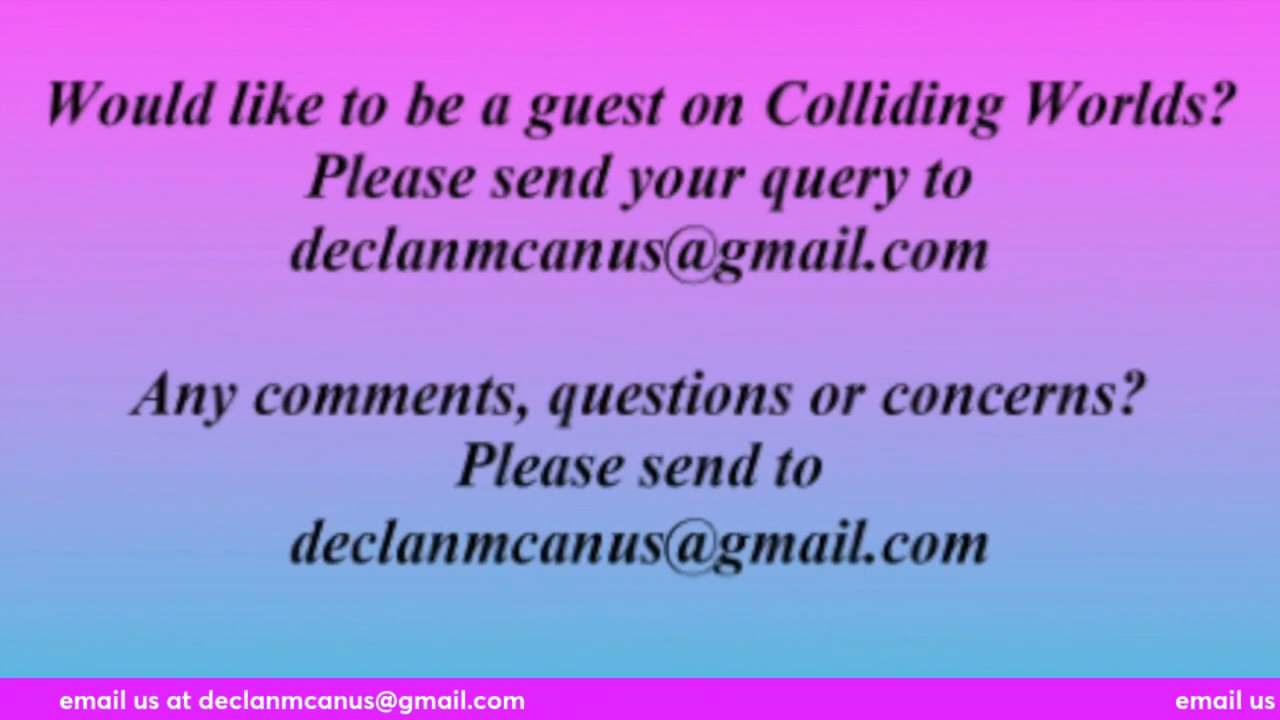 Would like to be a guest on Colliding Worlds?
Please send your query to
declanmcanus@gmail.com
Any comments, questions or concerns?
Please send to
declanmcanus@gmail.com
email us at declanmcanus@gmail.com
email us